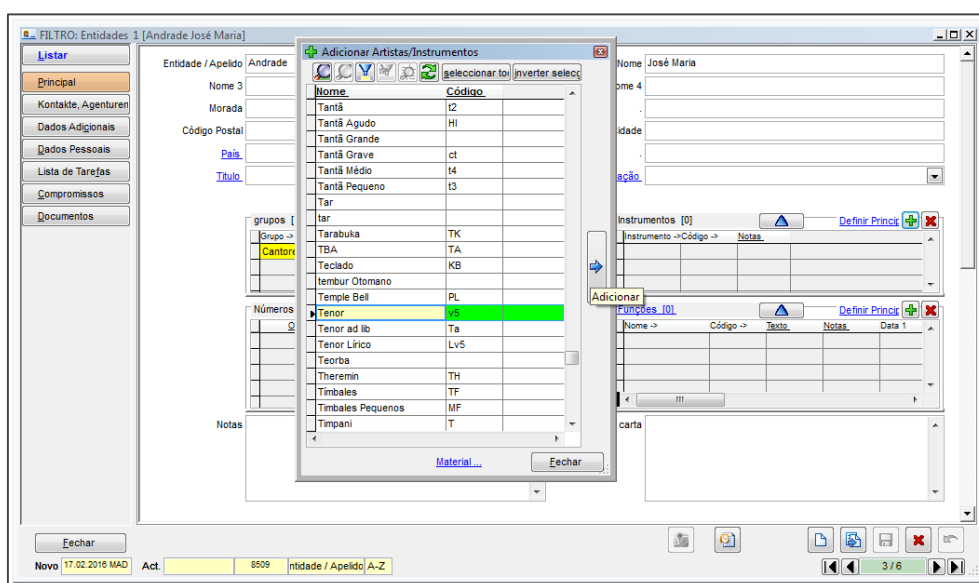 FILTRO: Entidades 1 [Andrade José Maria]
Listar
Principal
Kontakte, Agenturen
Dados Adicionais
Dados Pessoais
Lista de Tarefas
Compromissos
Documentos
Entidade / Apelido Andrade
Nome 3
Morada
Código Postal
País
Titulo
Nome José Maria
ome 4
.
idade
.
ação
grupos [
Grupo ->
Cantore
Números
O
Notas
Adicionar Artistas/Instrumentos
seleccionar too inverter selecç
Nome Código
Tantã t2
Tantã Agudo HI
Tantã Grande
Tantã Grave ct
Tantã Médio t4
Tantã Pequeno t3
Tar
tar
Tarabuka TK
TBA TA
Teclado KB
tembur Otomano
Temple Bell PL
Tenor v5
Tenor ad lib Ta
Tenor Lírico Lv5
Teorba
Theremin TH
Tímbales TF
Timbales Pequenos MF
Timpani T
Material ... Fechar
Adicionar
Instrumentos [0] Definir Princip
Instrumento -> Código -> Notas
Funções [0] Definir Princip
Nome -> Código -> Texto Notas Data 1
carta
Fechar
Novo 17.02.2016 MAD Act. 8509 ntidade / Apelido A-Z
3 / 6